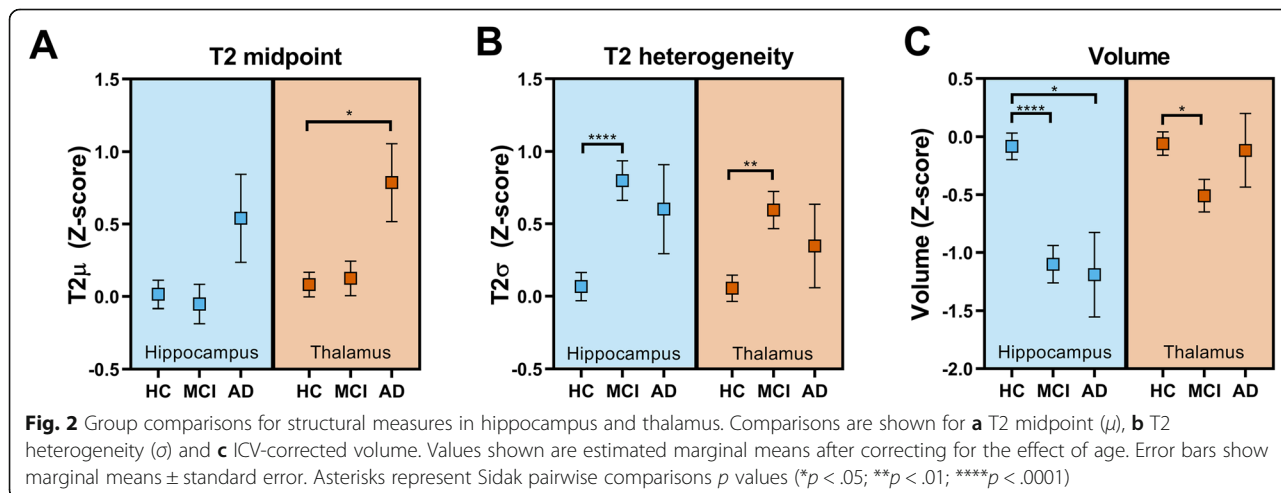 A
T2 midpoint
T2μ (Z-score)
1.5
1.0
0.5
0.0
-0.5
*
Hippocampus
Thalamus
HC MCI AD HC MCI AD
B
T2 heterogeneity
T2σ (Z-score)
1.5
1.0
0.5
0.0
-0.5
****
**
Hippocampus
Thalamus
HC MCI AD HC MCI AD
C
Volume
Volume (Z-score)
0.5
0.0
-0.5
-1.0
-1.5
-2.0
*
****
*
Hippocampus
Thalamus
HC MCI AD HC MCI AD
Fig. 2 Group comparisons for structural measures in hippocampus and thalamus. Comparisons are shown for a T2 midpoint (μ), b T2
heterogeneity (σ) and c ICV-corrected volume. Values shown are estimated marginal means after correcting for the effect of age. Error bars show
marginal means ± standard error. Asterisks represent Sidak pairwise comparisons p values (*p < .05; **p < .01; ****p < .0001)